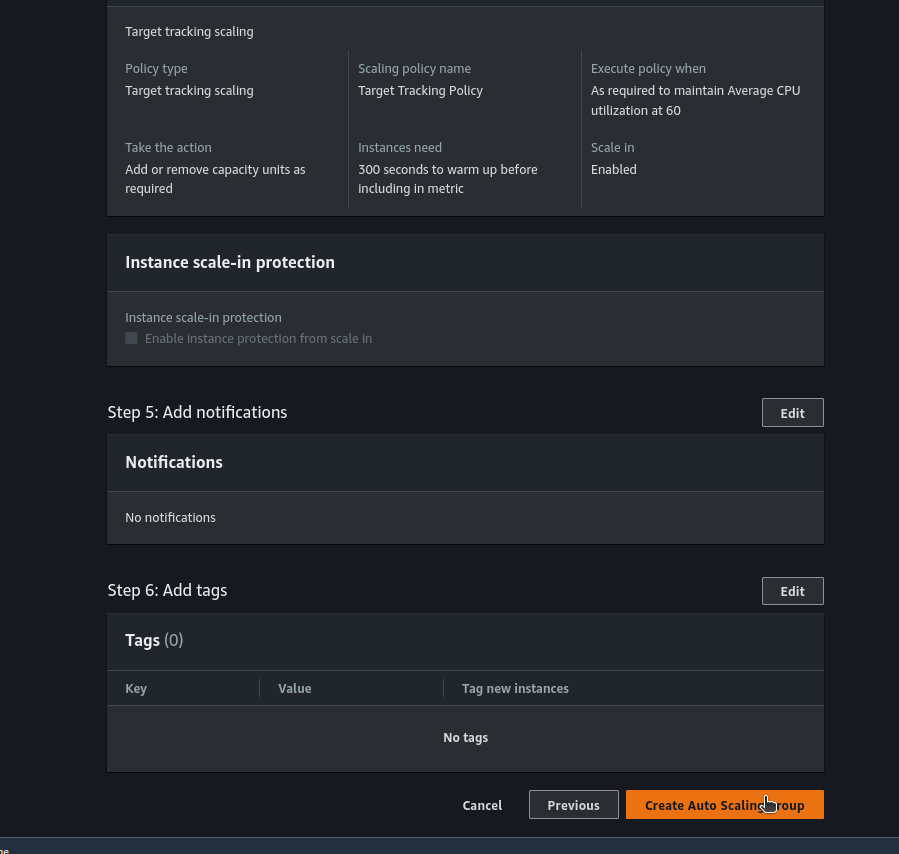 Target tracking scaling
Policy type
Target tracking scaling
Scaling policy name
Target Tracking Policy
Execute policy when
As required to maintain Average CPU
utilization at 60
Take the action
Add or remove capacity units as
required
Instances need
300 seconds to warm up before
including in metric
Scale in
Enabled
Instance scale-in protection
Instance scale-in protection
Enable instance protection from scale in
Step 5: Add notifications
Edit
Notifications
No notifications
Step 6: Add tags
Edit
Tags (0)
Key
Value
Tag new instances
No tags
Cancel
Previous
Create Auto Scaling Group